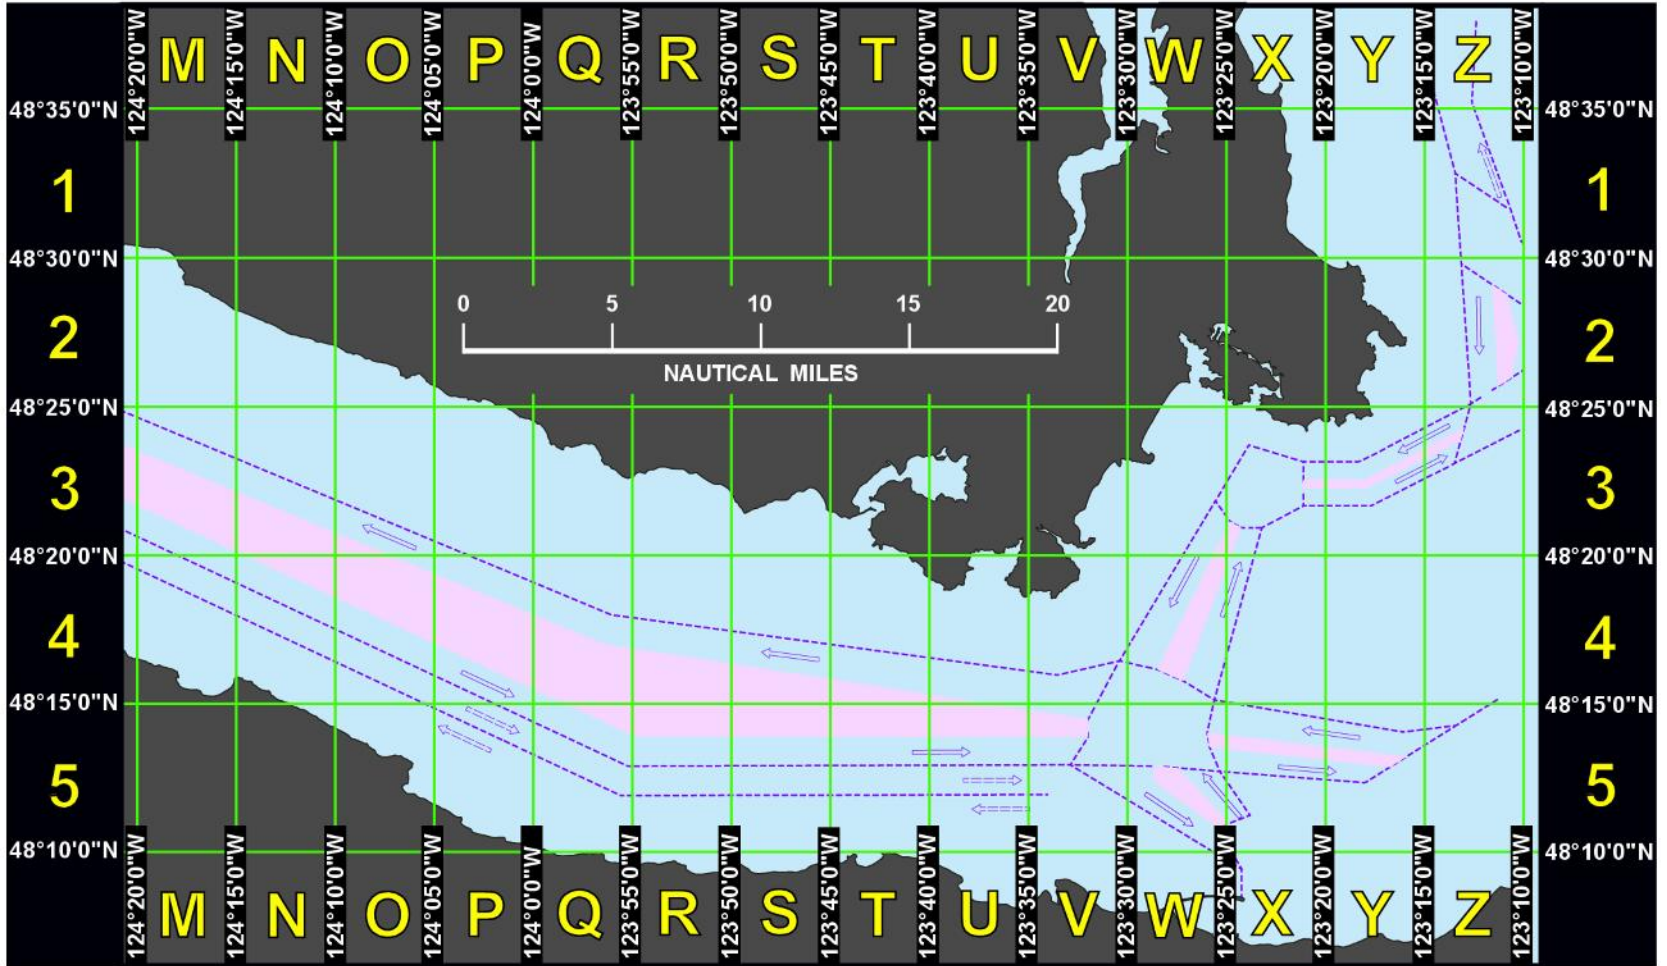 124°20'0"W M 124°15'0"W N 124°10'0"W O 124°05'0"W P 124°0'0"W Q 123°55'0"W R 123°50'0"W S 123°45'0"W T 123°40'0"W U 123°35'0"W V 123°30'0"W W 123°25'0"W X 123°20'0"W Y 123°15'0"W Z 123°10'0"W
48°35'0"N 48°35'0"N
1 1
48°30'0"N 48°30'0"N
0 5 10 15 20
2 2
NAUTICAL MILES
48°25'0"N 48°25'0"N
3 3
48°20'0"N 48°20'0"N
4 4
48°15'0"N 48°15'0"N
5 5
48°10'0"N 48°10'0"N
124°20'0"W M 124°15'0"W N 124°10'0"W O 124°05'0"W P 124°0'0"W Q 123°55'0"W R 123°50'0"W S 123°45'0"W T 123°40'0"W U 123°35'0"W V 123°30'0"W W 123°25'0"W X 123°20'0"W Y 123°15'0"W Z 123°10'0"W